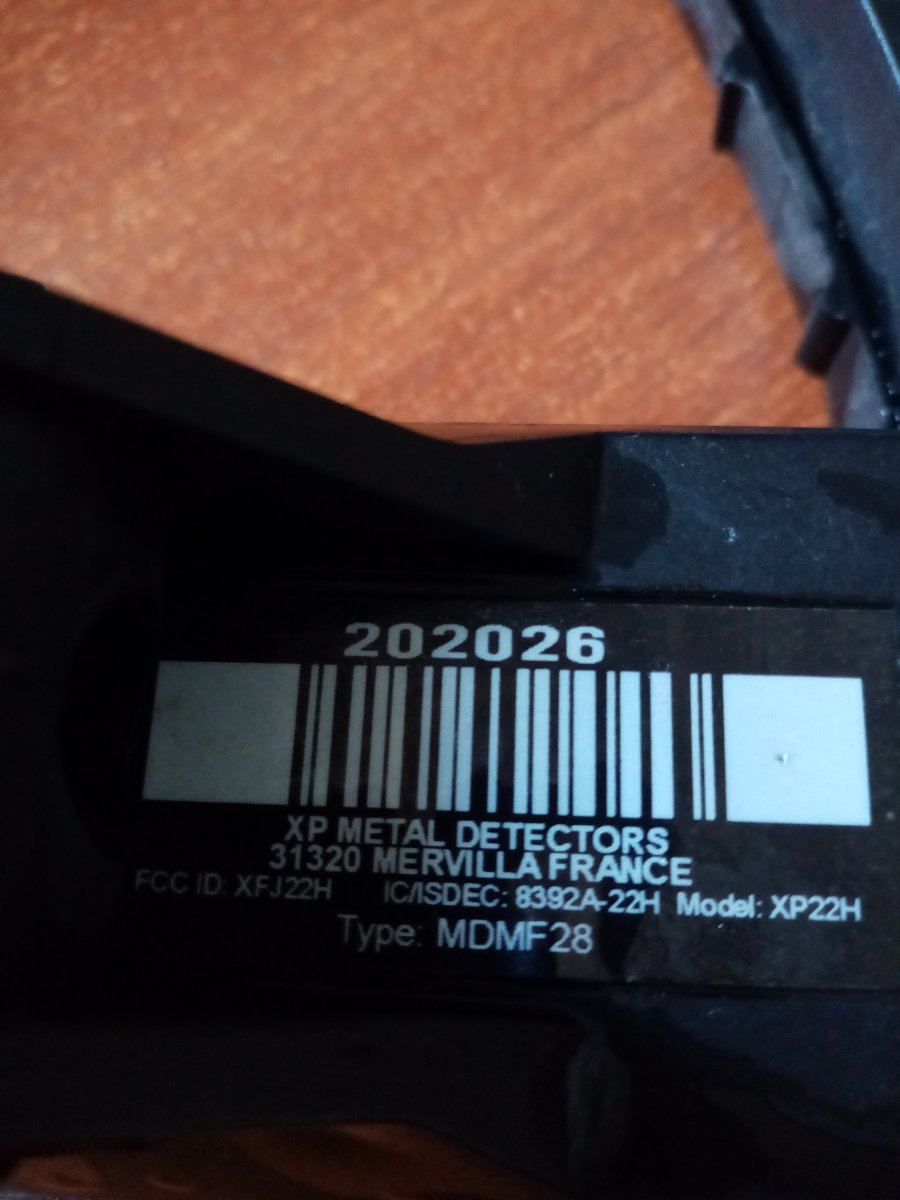 202026
XP METAL DETECTORS
31320 MERVILLA FRANCE
FCC ID: XFJ22H IC/ISDEC: 8392A-22H Model: XP22H
Type: MDMF28